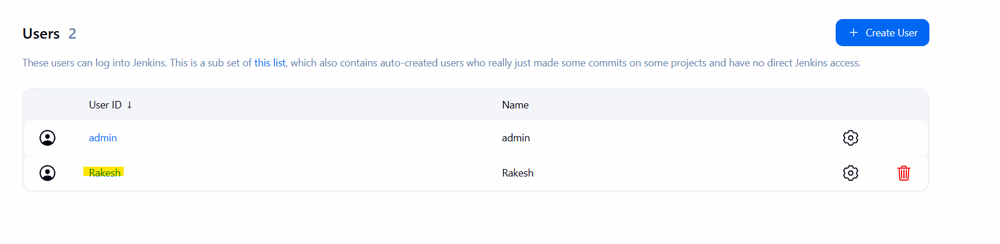 Users 2
+ Create User
These users can log into Jenkins. This is a sub set of this list, which also contains auto-created users who really just made some commits on some projects and have no direct Jenkins access.
User ID ↓ Name
admin admin
Rakesh Rakesh